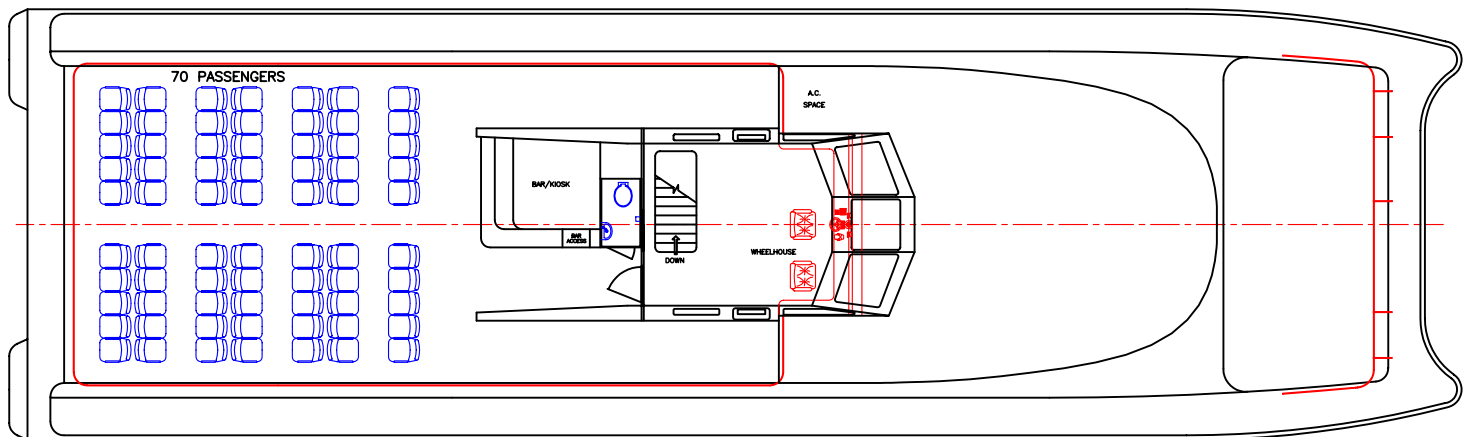 70 PASSENGERS
A.C.
SPACE
BAR/KIOSK
BAR
ACCESS
DOWN
WHEELHOUSE